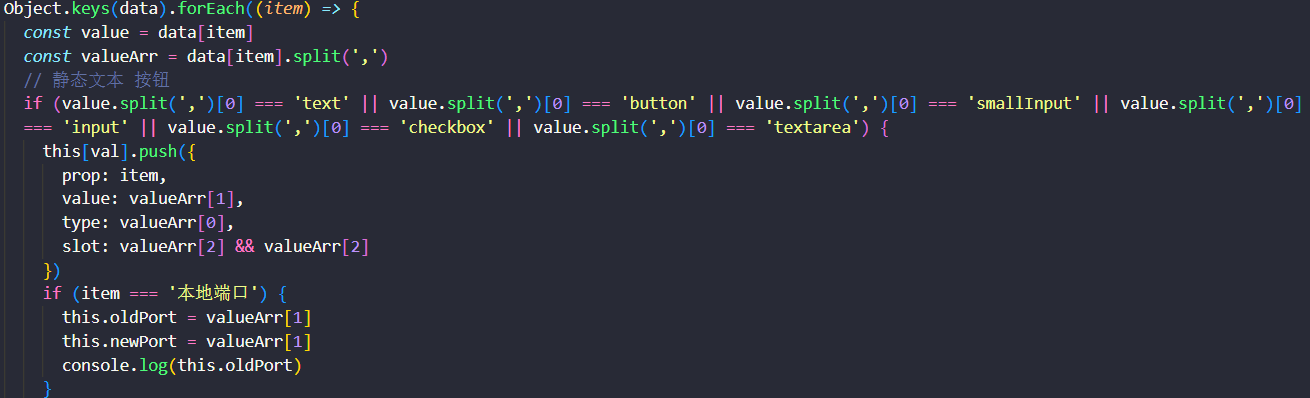 Object.keys(data).forEach((item) => {
const value = data[item]
const valueArr = data[item].split(',')
// 静态文本 按钮
if (value.split(',')[0] === 'text' || value.split(',')[0] === 'button' || value.split(',')[0] === 'smallInput' || value.split(',')[0]
=== 'input' || value.split(',')[0] === 'checkbox' || value.split(',')[0] === 'textarea') {
this[val].push({
prop: item,
value: valueArr[1],
type: valueArr[0],
slot: valueArr[2] && valueArr[2]
})
if (item === '本地端口') {
this.oldPort = valueArr[1]
this.newPort = valueArr[1]
console.log(this.oldPort)
}